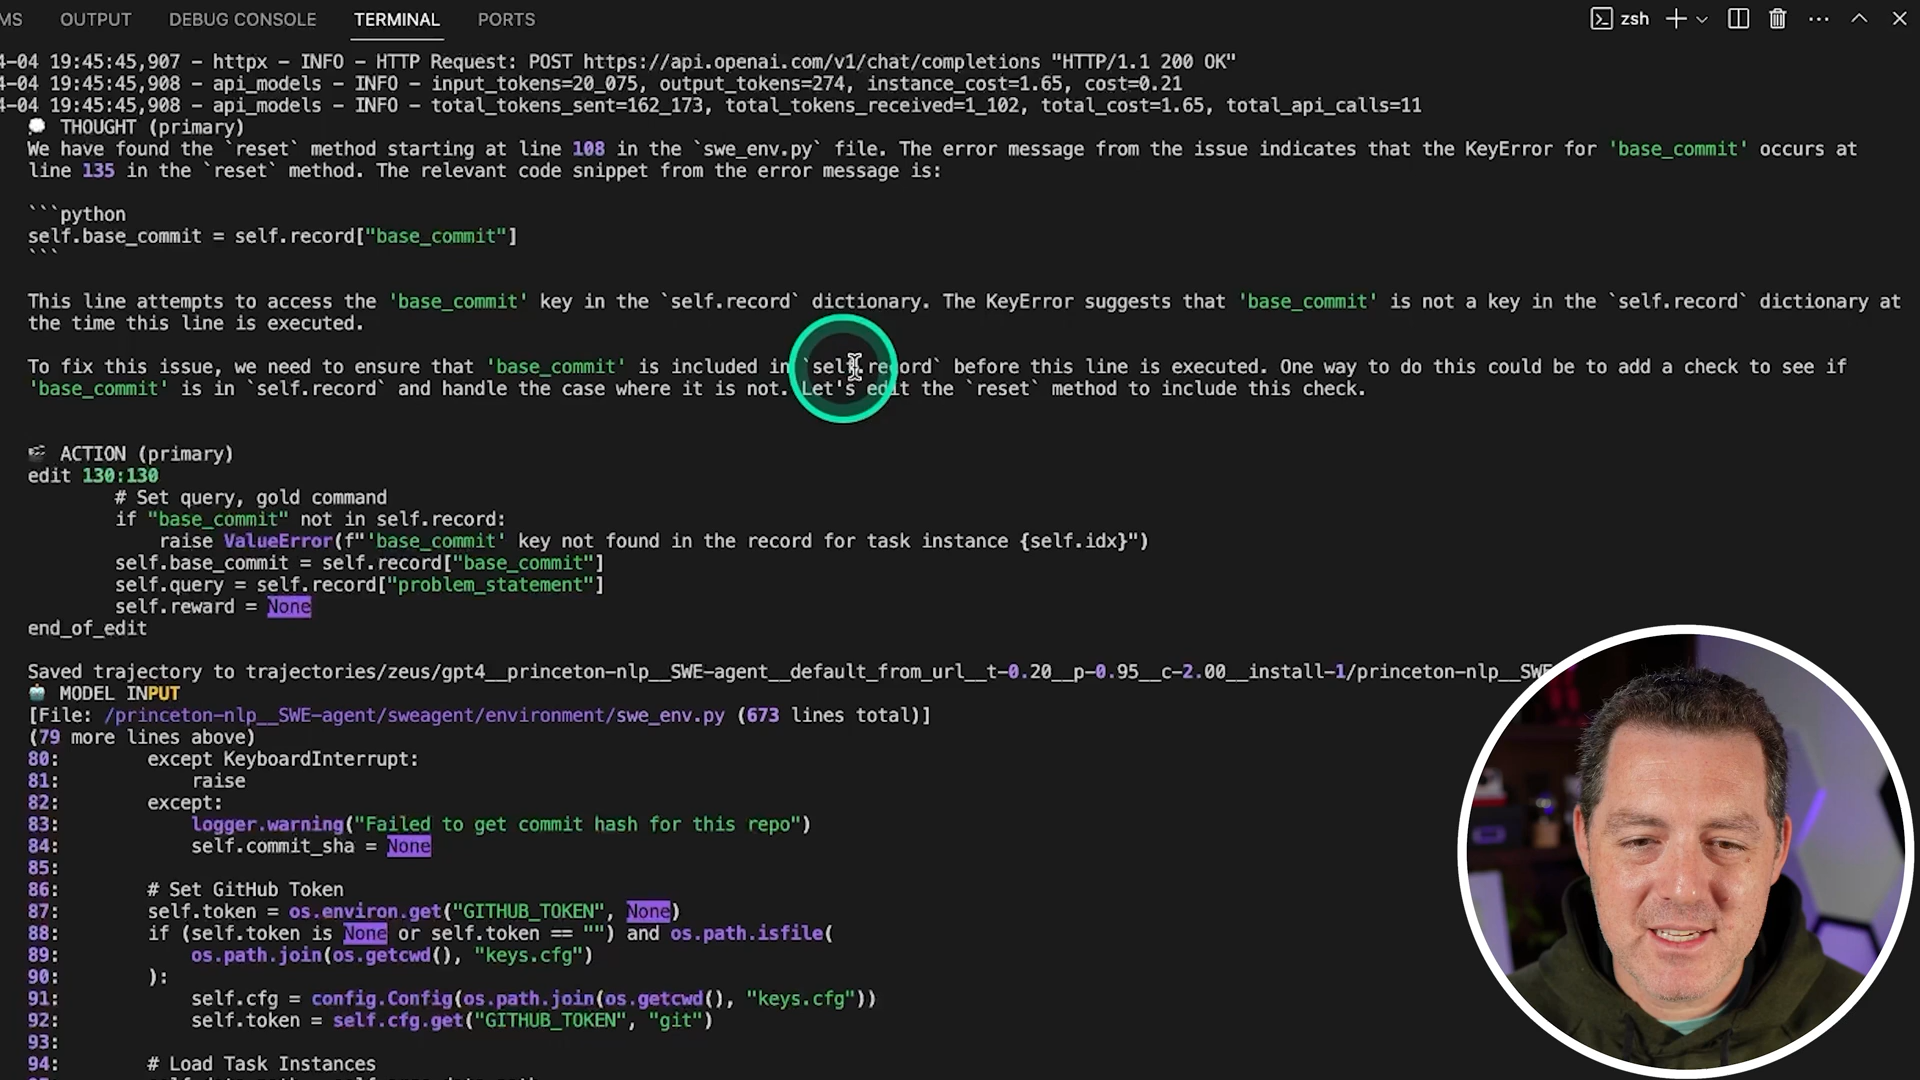 MS OUTPUT DEBUG CONSOLE TERMINAL PORTS zsh
4-04 19:45:45,907 - httpx - INFO - HTTP Request: POST https://api.openai.com/v1/chat/completions "HTTP/1.1 200 OK"
4-04 19:45:45,908 - api_models - INFO - input_tokens=20_075, output_tokens=274, instance_cost=1.65, cost=0.21
4-04 19:45:45,908 - api_models - INFO - total_tokens_sent=162_173, total_tokens_received=1_102, total_cost=1.65, total_api_calls=11
THOUGHT (primary)
We have found the `reset` method starting at line 108 in the `swe_env.py` file. The error message from the issue indicates that the KeyError for 'base_commit' occurs at
line 135 in the `reset` method. The relevant code snippet from the error message is:
```python
self.base_commit = self.record["base_commit"]
```
This line attempts to access the 'base_commit' key in the `self.record` dictionary. The KeyError suggests that 'base_commit' is not a key in the `self.record` dictionary at
the time this line is executed.
To fix this issue, we need to ensure that 'base_commit' is included in `self.record` before this line is executed. One way to do this could be to add a check to see if
'base_commit' is in `self.record` and handle the case where it is not. Let's edit the `reset` method to include this check.
ACTION (primary)
edit 130:130
# Set query, gold command
if "base_commit" not in self.record:
raise ValueError(f"'base_commit' key not found in the record for task instance {self.idx}")
self.base_commit = self.record["base_commit"]
self.query = self.record["problem_statement"]
self.reward = None
end_of_edit
Saved trajectory to trajectories/zeus/gpt4__princeton-nlp__SWE-agent__default_from_url__t-0.20__p-0.95__c-2.00__install-1/princeton-nlp__SWE
MODEL INPUT
[File: /princeton-nlp__SWE-agent/sweagent/environment/swe_env.py (673 lines total)]
(79 more lines above)
80: except KeyboardInterrupt:
81: raise
82: except:
83: logger.warning("Failed to get commit hash for this repo")
84: self.commit_sha = None
85:
86: # Set GitHub Token
87: self.token = os.environ.get("GITHUB_TOKEN", None)
88: if (self.token is None or self.token == "") and os.path.isfile(
89: os.path.join(os.getcwd(), "keys.cfg")
90: ):
91: self.cfg = config.Config(os.path.join(os.getcwd(), "keys.cfg"))
92: self.token = self.cfg.get("GITHUB_TOKEN", "git")
93:
94: # Load Task Instances